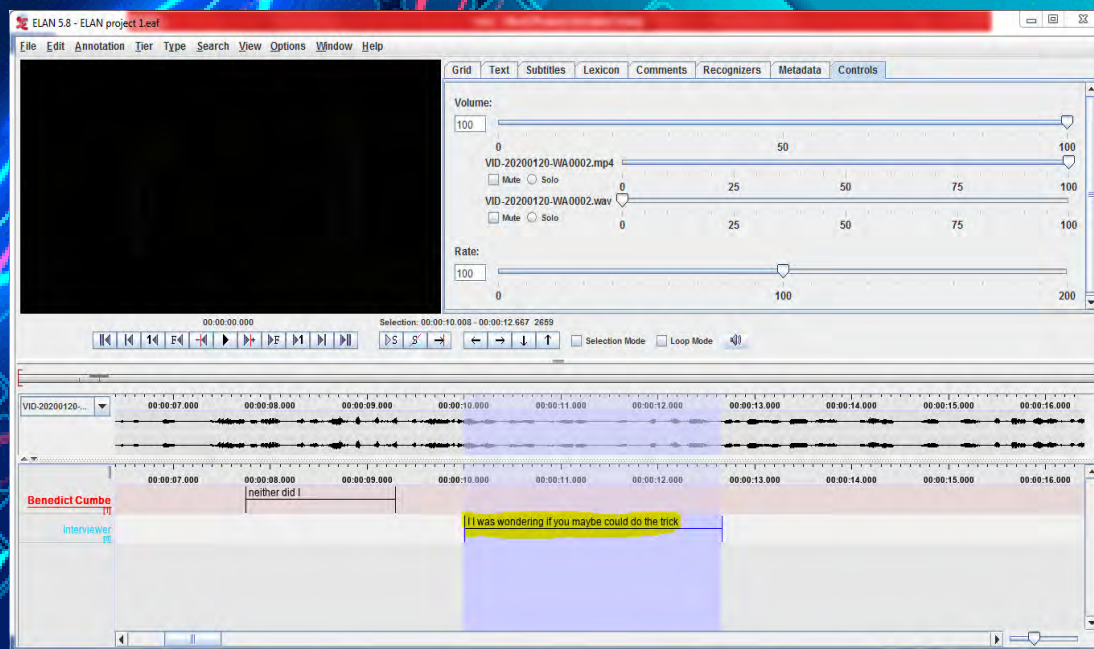 ELAN 5.8 - ELAN project 1.eaf
File Edit Annotation Tier Type Search View Options Window Help
Grid Text Subtitles Lexicon Comments Recognizers Metadata Controls
Volume:
100
0 50 100
VID-20200120-WA0002.mp4
Mute Solo
0 25 50 75 100
VID-20200120-WA0002.wav
Mute Solo
0 25 50 75 100
Rate:
100
0 100 200
00:00:00.000
Selection: 00:00:10.008 - 00:00:12.667 2659
Selection Mode Loop Mode
VID-20200120-...
00:00:07.000 00:00:08.000 00:00:09.000 00:00:10.000 00:00:11.000 00:00:12.000 00:00:13.000 00:00:14.000 00:00:15.000 00:00:16.000
00:00:07.000 00:00:08.000 00:00:09.000 00:00:10.000 00:00:11.000 00:00:12.000 00:00:13.000 00:00:14.000 00:00:15.000 00:00:16.000
neither did I
Benedict Cumbe
[1]
I I was wondering if you maybe could do the trick
Interviewer